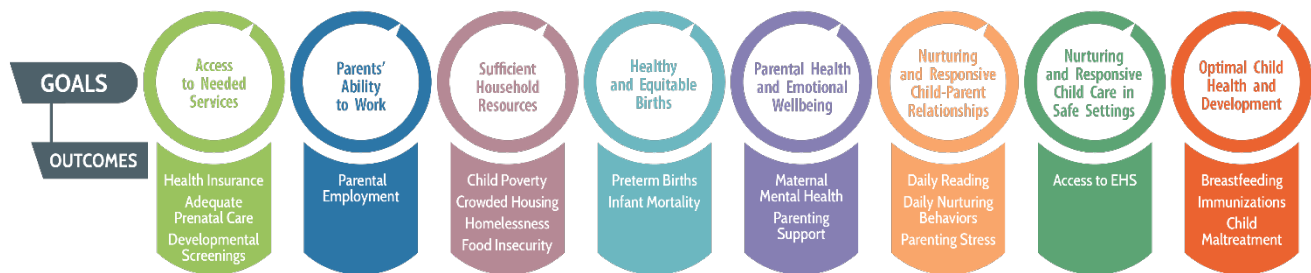 GOALS
OUTCOMES
Access
to Needed
Services
Health Insurance
Adequate
Prenatal Care
Developmental
Screenings
Parents’
Ability
to Work
Parental
Employment
Sufficient
Household
Resources
Child Poverty
Crowded Housing
Homelessness
Food Insecurity
Healthy
and Equitable
Births
Preterm Births
Infant Mortality
Parental Health
and Emotional
Wellbeing
Maternal
Mental Health
Parenting
Support
Nurturing
and Responsive
Child-Parent
Relationships
Daily Reading
Daily Nurturing
Behaviors
Parenting Stress
Nurturing
and Responsive
Child Care in
Safe Settings
Access to EHS
Optimal Child
Health and
Development
Breastfeeding
Immunizations
Child
Maltreatment